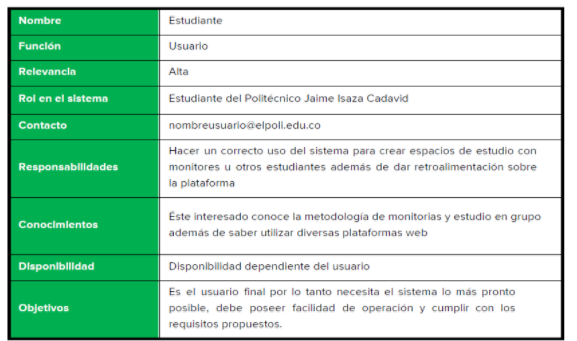 Nombre Estudiante
Función Usuario
Relevancia Alta
Rol en el sistema Estudiante del Politécnico Jaime Isaza Cadavid
Contacto nombreusuario@elpoli.edu.co
Responsabilidades Hacer un correcto uso del sistema para crear espacios de estudio con
monitores u otros estudiantes además de dar retroalimentación sobre
la plataforma
Conocimientos Éste interesado conoce la metodología de monitorias y estudio en grupo
además de saber utilizar diversas plataformas web
Disponibilidad Disponibilidad dependiente del usuario
Objetivos Es el usuario final por lo tanto necesita el sistema lo más pronto
posible, debe poseer facilidad de operación y cumplir con los
requisitos propuestos.